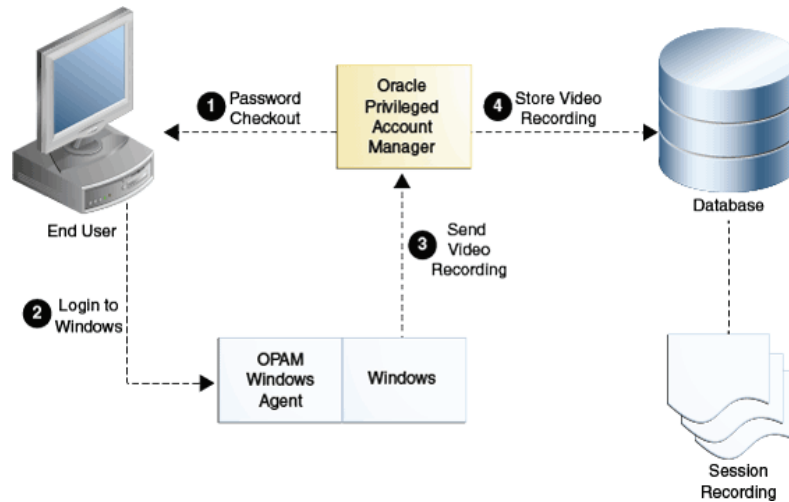 1
Password
Checkout
Oracle
Privileged
Account
Manager
4
Store Video
Recording
End User
Database
3
Send
Video
Recording
2
Login to
Windows
OPAM
Windows
Agent
Windows
Session
Recording